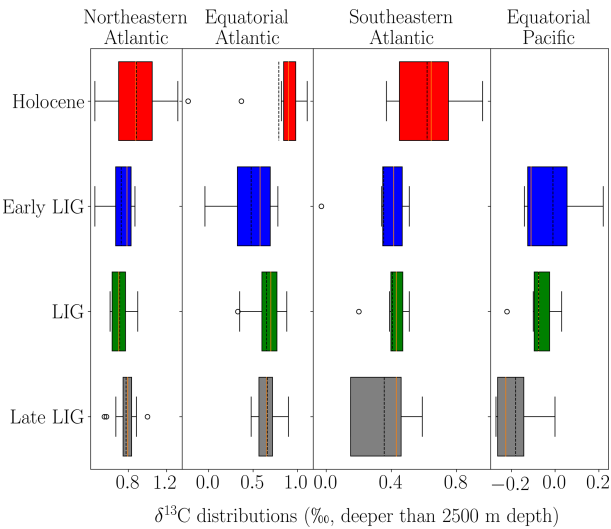 Northeastern Atlantic
Equatorial Atlantic
Southeastern Atlantic
Equatorial Pacific
Holocene
Early LIG
LIG
Late LIG
0.8 1.2 0.0 0.5 1.0 0.0 0.4 0.8 −0.2 0.0 0.2
δ¹³C distributions (‰, deeper than 2500 m depth)